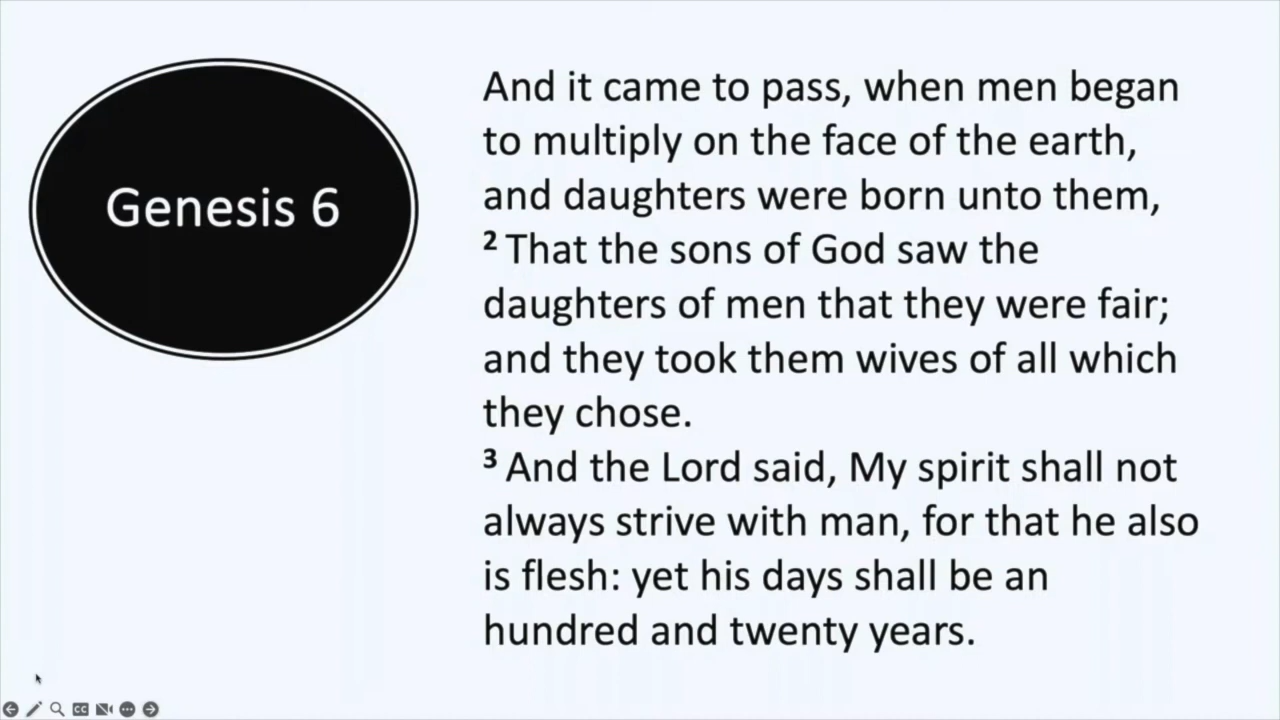 Genesis 6
And it came to pass, when men began
to multiply on the face of the earth,
and daughters were born unto them,
2 That the sons of God saw the
daughters of men that they were fair;
and they took them wives of all which
they chose.
3 And the Lord said, My spirit shall not
always strive with man, for that he also
is flesh: yet his days shall be an
hundred and twenty years.
CC